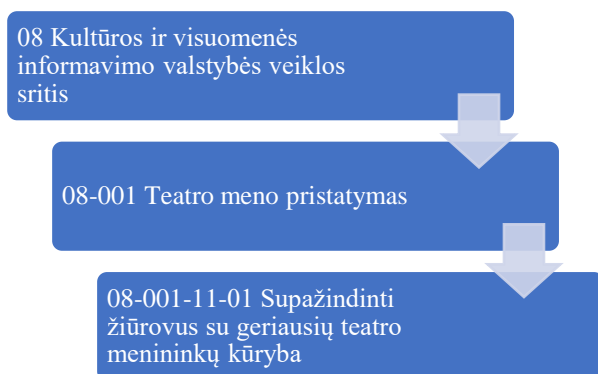 08 Kultūros ir visuomenės
informavimo valstybės veiklos
sritis
08-001 Teatro meno pristatymas
08-001-11-01 Supažindinti
žiūrovus su geriausių teatro
menininkų kūryba